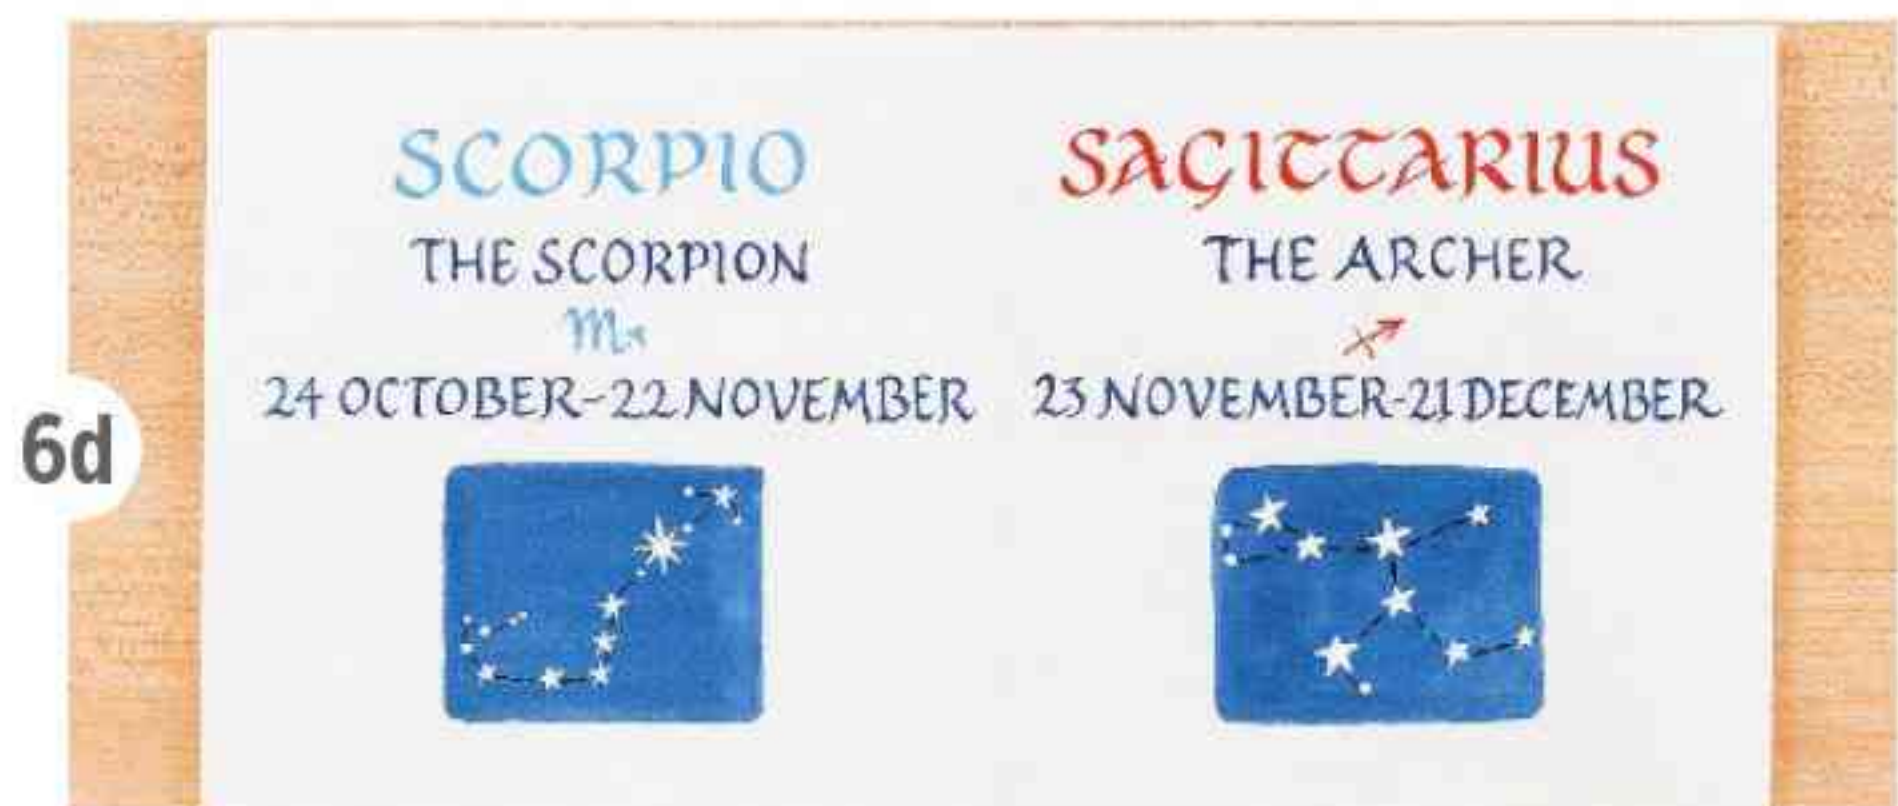 SCORPIO
THE SCORPION
♏
24 OCTOBER-22 NOVEMBER
SAGITTARIUS
THE ARCHER
♐
23 NOVEMBER-21 DECEMBER
6d